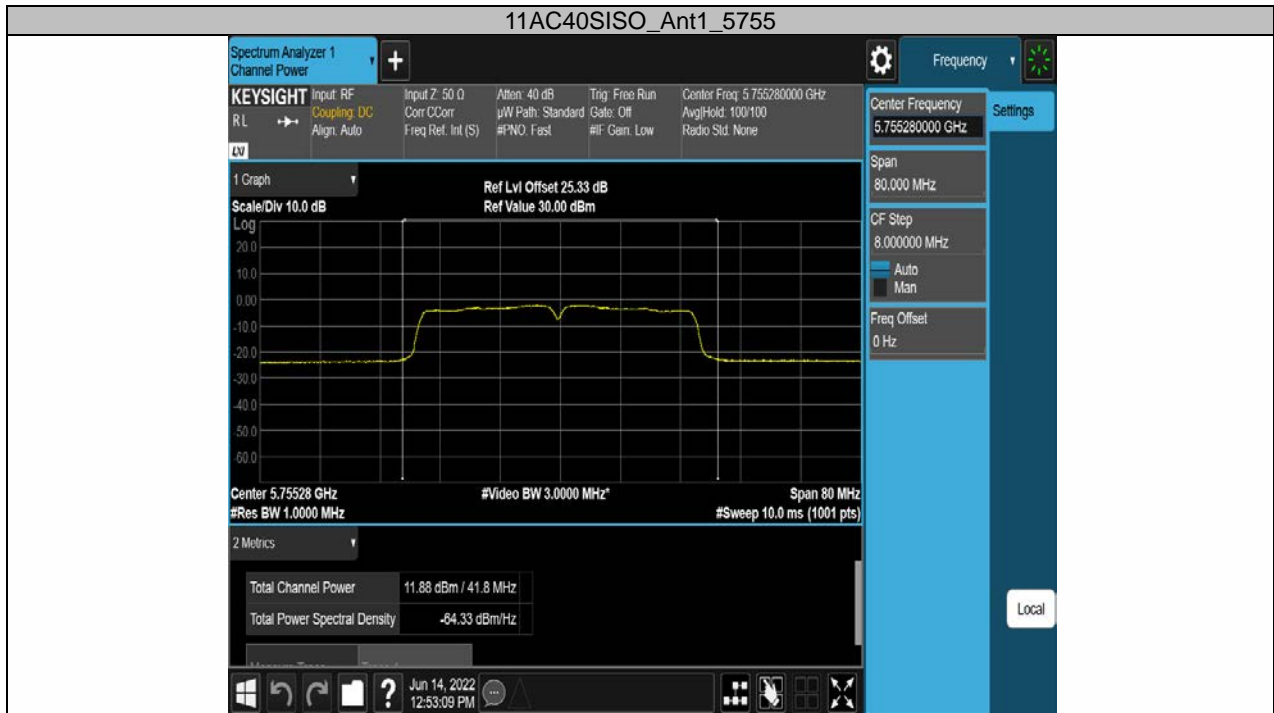 11AC40SISO_Ant1_5755
Spectrum Analyzer 1
Channel Power
+
Frequency
KEYSIGHT
RL
LXI
Input: RF
Coupling: DC
Align: Auto
Input Z: 50 Ω
Corr CCorr
Freq Ref: Int (S)
Atten: 40 dB
µW Path: Standard
#PNO: Fast
Trig: Free Run
Gate: Off
#IF Gain: Low
Center Freq: 5.755280000 GHz
Avg|Hold: 100/100
Radio Std: None
Center Frequency
5.755280000 GHz
Settings
Span
80.000 MHz
CF Step
8.000000 MHz
Auto
Man
Freq Offset
0 Hz
1 Graph
Scale/Div 10.0 dB
Ref Lvl Offset 25.33 dB
Ref Value 30.00 dBm
Log
20.0
10.0
0.00
-10.0
-20.0
-30.0
-40.0
-50.0
-60.0
Center 5.75528 GHz
#Video BW 3.0000 MHz*
Span 80 MHz
#Res BW 1.0000 MHz
#Sweep 10.0 ms (1001 pts)
2 Metrics
Total Channel Power 11.88 dBm / 41.8 MHz
Total Power Spectral Density -64.33 dBm/Hz
Local
?
Jun 14, 2022
12:53:09 PM